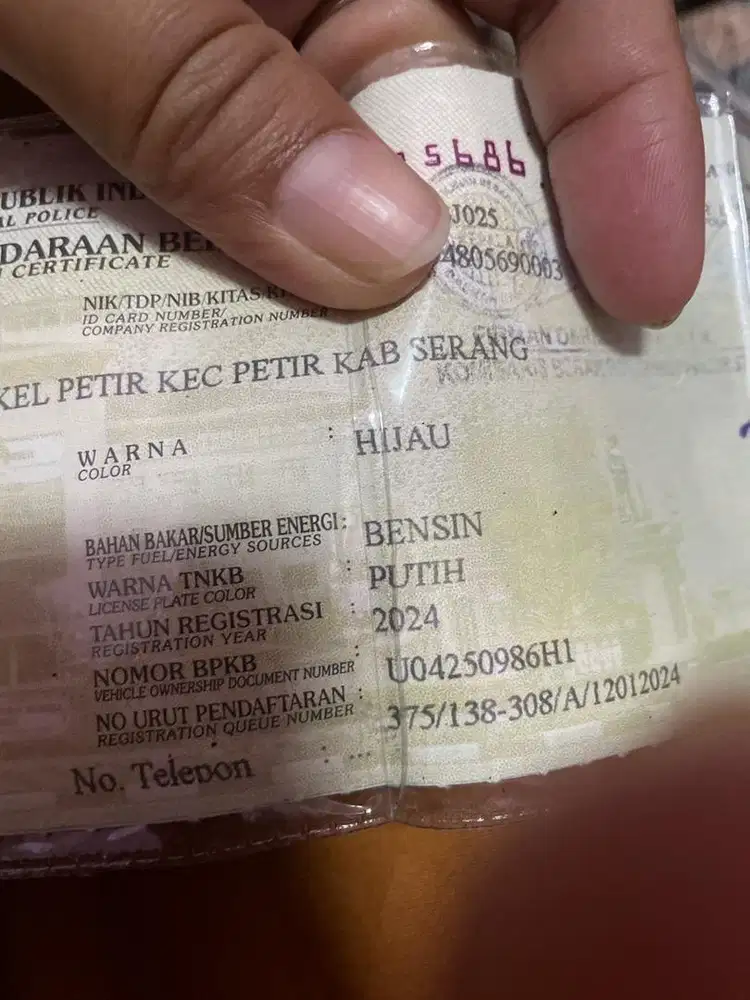 5686
UBLIK IN
AL POLICE
J025
DARAAN BE
CERTIFICATE
4805690003
NIK/TDP/NIB/KITAS/K
ID CARD NUMBER/
COMPANY REGISTRATION NUMBER
KEL PETIR KEC PETIR KAB SERANG
WARNA : HIJAU
COLOR
BAHAN BAKAR/SUMBER ENERGI : BENSIN
TYPE FUEL/ENERGY SOURCES
WARNA TNKB : PUTIH
LICENSE PLATE COLOR
TAHUN REGISTRASI : 2024
REGISTRATION YEAR
NOMOR BPKB : U04250986H1
VEHICLE OWNERSHIP DOCUMENT NUMBER
NO URUT PENDAFTARAN : 375/138-308/A/12012024
REGISTRATION QUEUE NUMBER
No. Telepon : ...